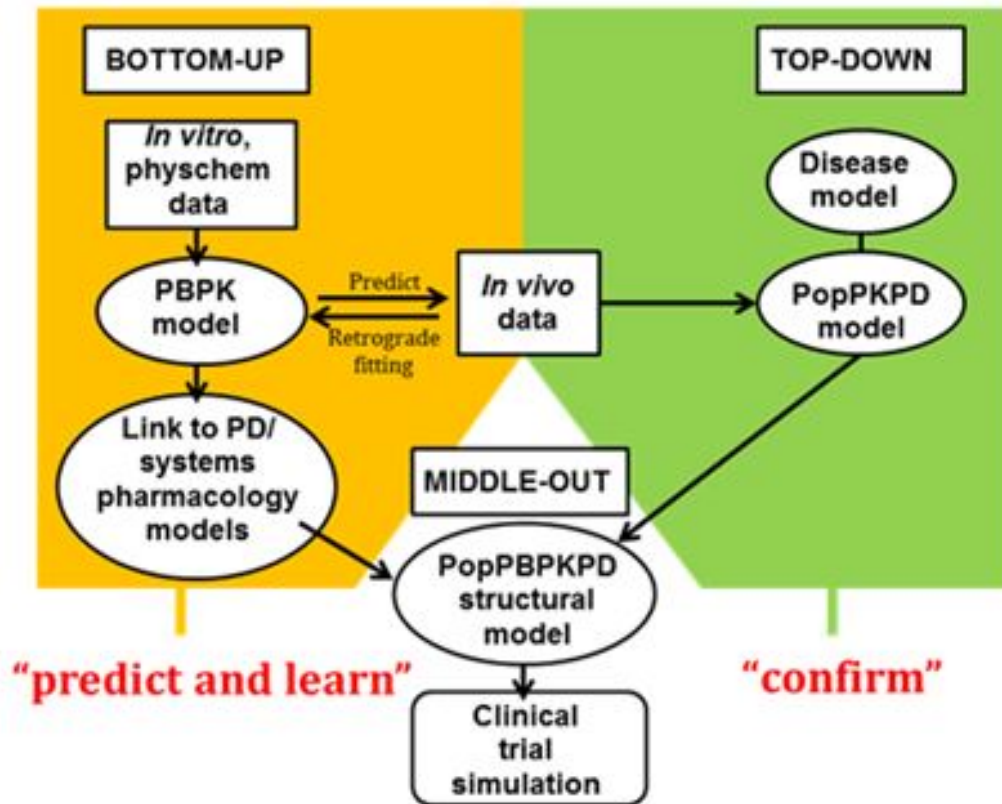 BOTTOM-UP
TOP-DOWN
In vitro,
physchem
data
Disease
model
PBPK
model
Predict
Retrograde
fitting
In vivo
data
PopPKPD
model
Link to PD/
systems
pharmacology
models
MIDDLE-OUT
PopPBPKPD
structural
model
“predict and learn”
“confirm”
Clinical
trial
simulation